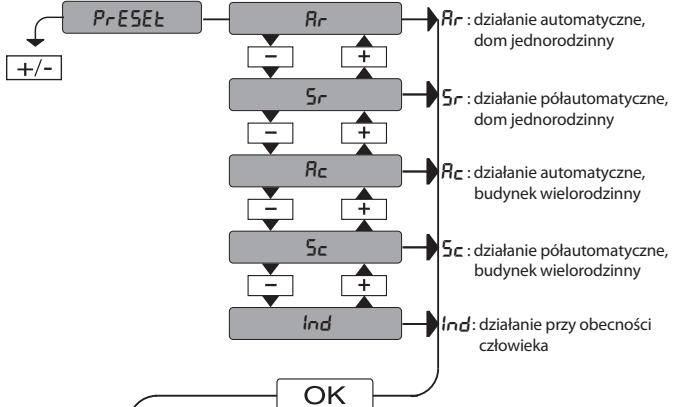 PrESEt
Ar
Ar : działanie automatyczne,
dom jednorodzinny
+/-
- +
Sr
Sr : działanie półautomatyczne,
dom jednorodzinny
- +
Ac
Ac : działanie automatyczne,
budynek wielorodzinny
- +
Sc
Sc : działanie półautomatyczne,
budynek wielorodzinny
- +
Ind
Ind : działanie przy obecności
człowieka
OK